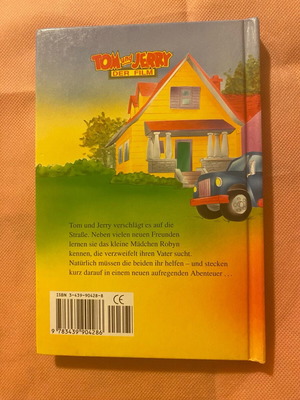 TOM und JERRY
DER FILM
Tom und Jerry verschlägt es auf die
Straße. Neben vielen neuen Freunden
lernen sie das kleine Mädchen Robyn
kennen, die verzweifelt ihren Vater sucht.
Natürlich müssen die beiden ihr helfen – und stecken
kurz darauf in einem neuen aufregenden Abenteuer . . .
ISBN 3-439-90428-8
CE
9 783439 904286